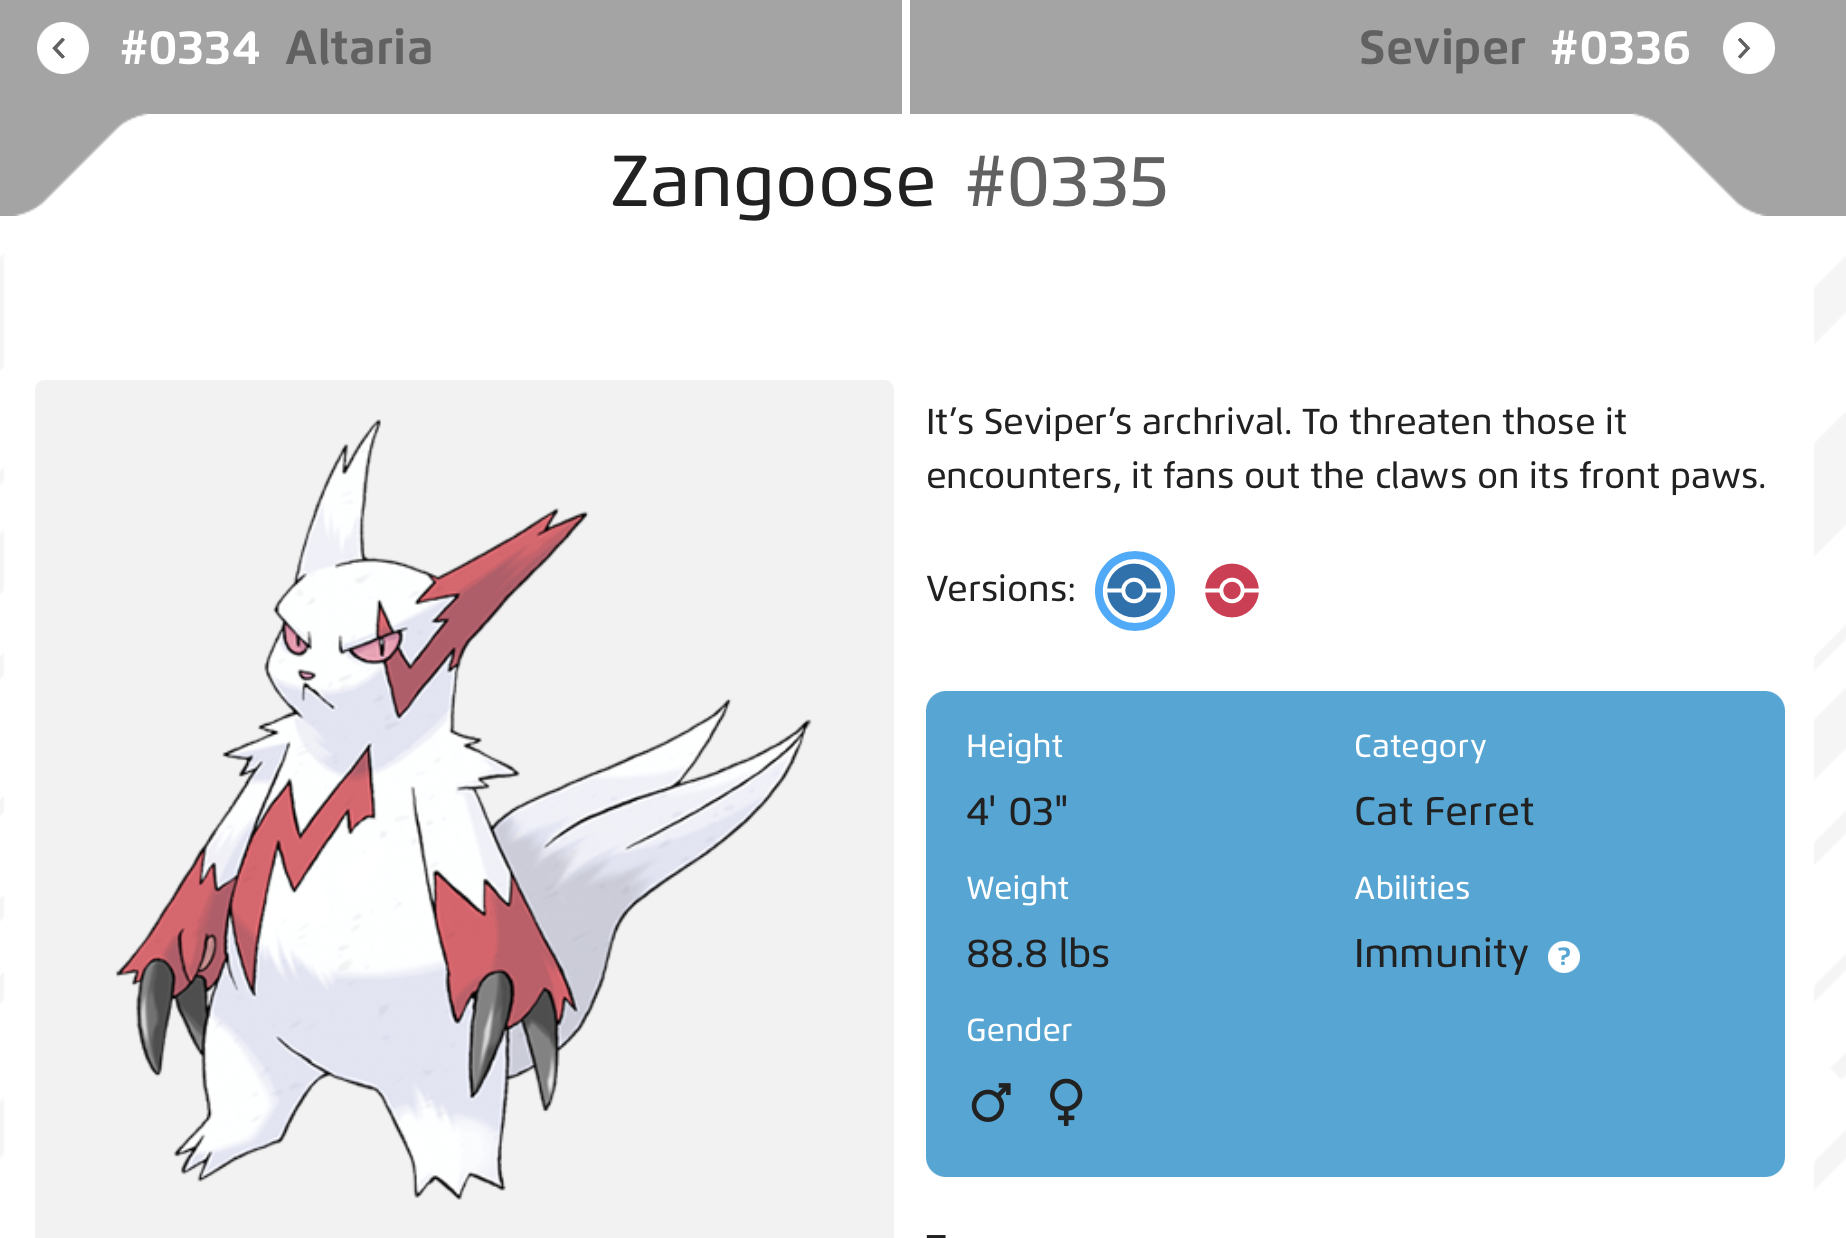 #0334 Altaria
Seviper #0336
Zangoose #0335
It’s Seviper’s archrival. To threaten those it
encounters, it fans out the claws on its front paws.
Versions:
Height
4' 03"
Category
Cat Ferret
Weight
88.8 lbs
Abilities
Immunity ?
Gender
♂ ♀